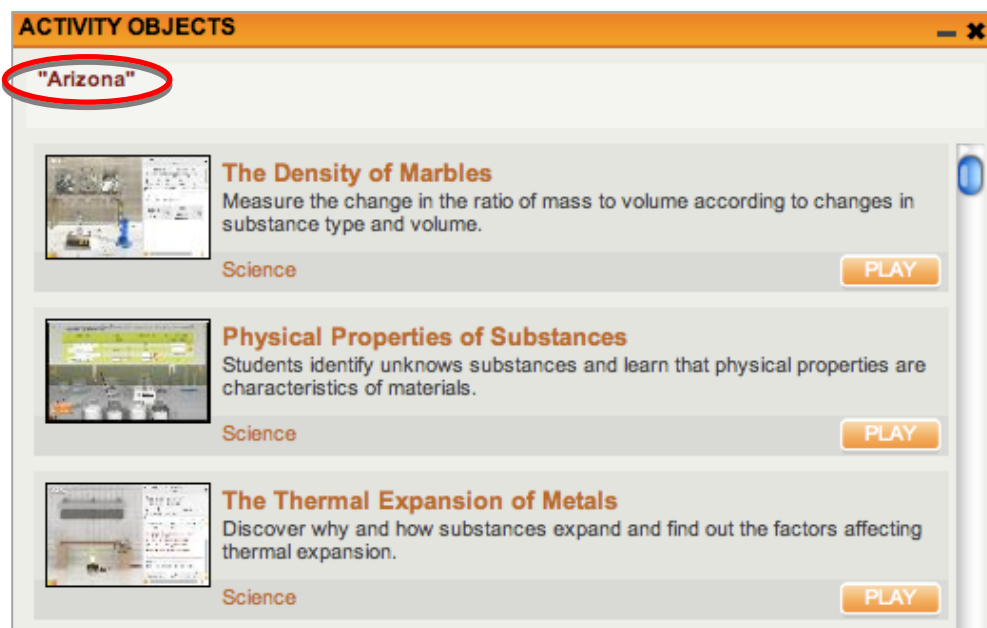 ACTIVITY OBJECTS
"Arizona"
The Density of Marbles
Measure the change in the ratio of mass to volume according to changes in
substance type and volume.
Science
PLAY
Physical Properties of Substances
Students identify unknows substances and learn that physical properties are
characteristics of materials.
Science
PLAY
The Thermal Expansion of Metals
Discover why and how substances expand and find out the factors affecting
thermal expansion.
Science
PLAY